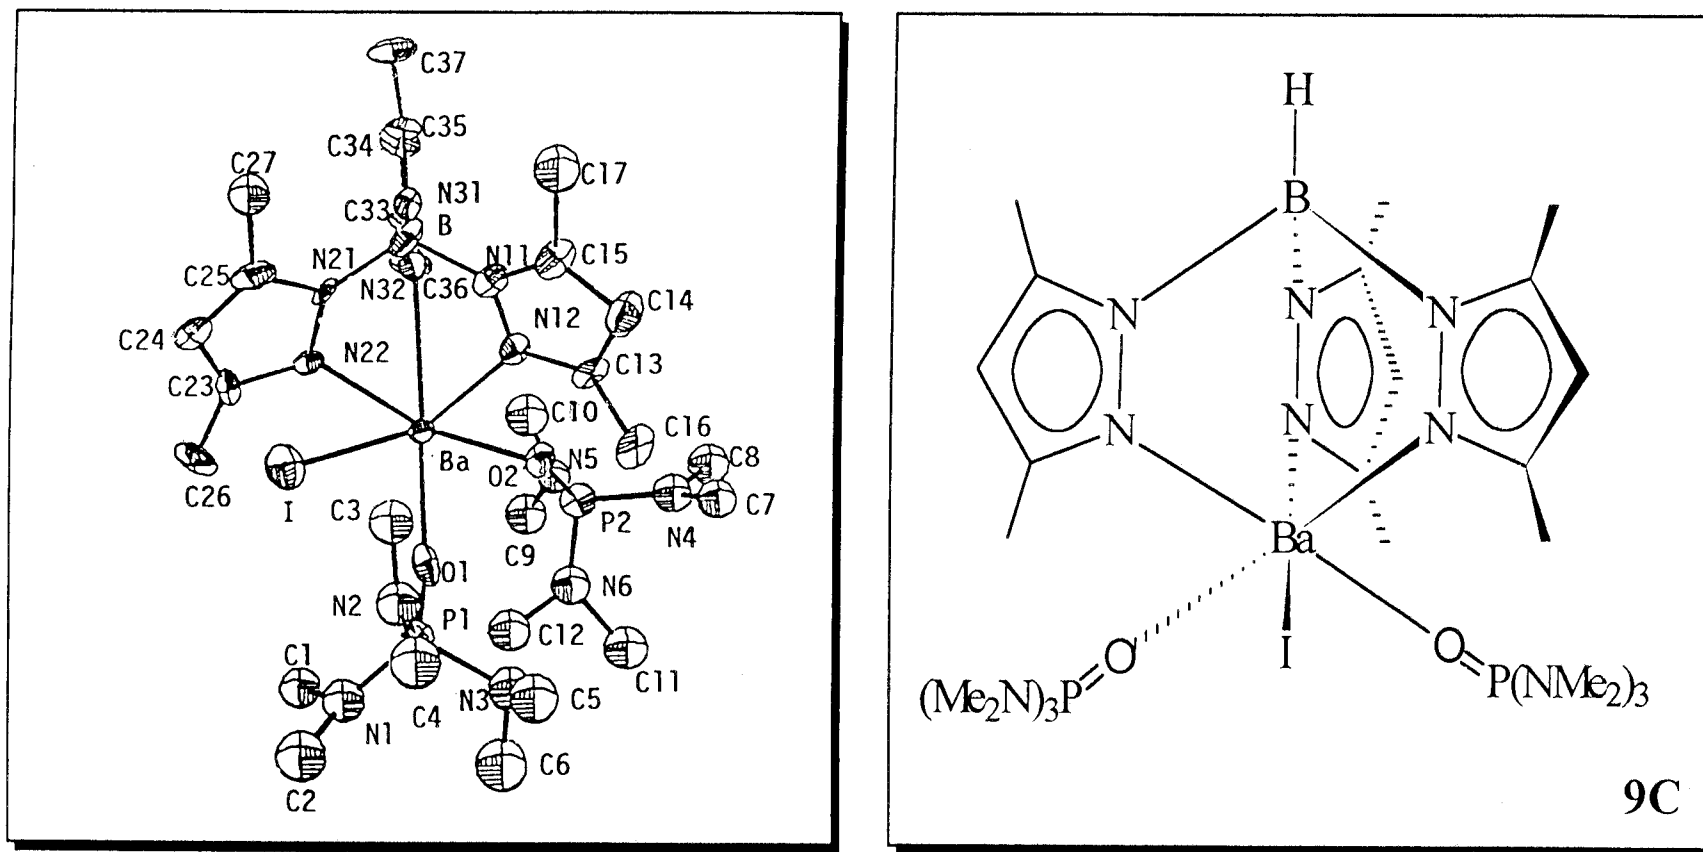 C37
C35
C34
C27
C17
N31
C33
B
N11
C15
C25
N21
N32
C36
C14
N12
C24
N22
C13
C23
C10
C16
Ba
N5
C8
O2
C26
I
C3
C7
P2
N4
C9
O1
N2
N6
P1
C12
C1
C11
N3
C5
C4
N1
C6
C2
H
B
N
N
N
N
N
N
Ba
O
O
I
(Me₂N)₃P
P(NMe₂)₃
9C